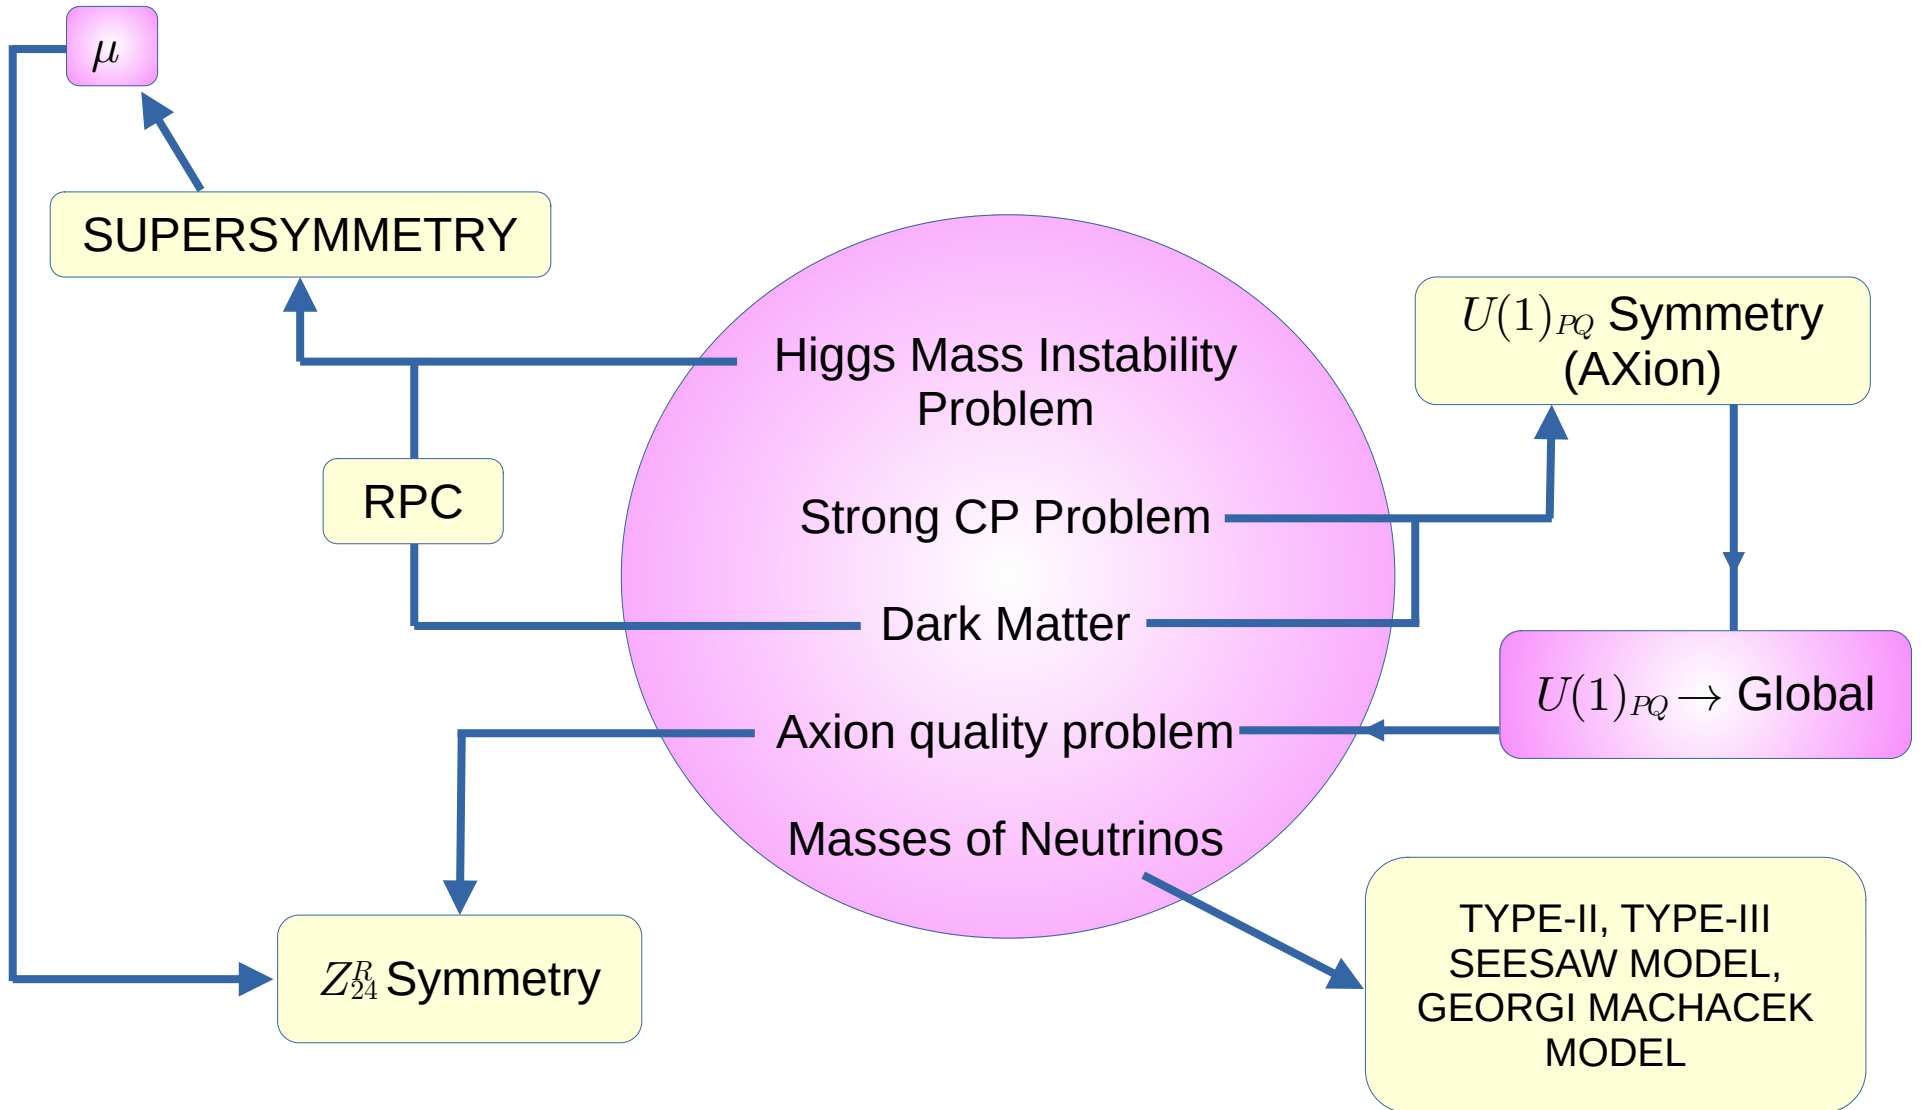 μ
SUPERSYMMETRY
Higgs Mass Instability
Problem
U(1)PQ Symmetry
(AXion)
RPC
Strong CP Problem
Dark Matter
U(1)PQ → Global
Axion quality problem
Masses of Neutrinos
Z^R_24 Symmetry
TYPE-II, TYPE-III
SEESAW MODEL,
GEORGI MACHACEK
MODEL